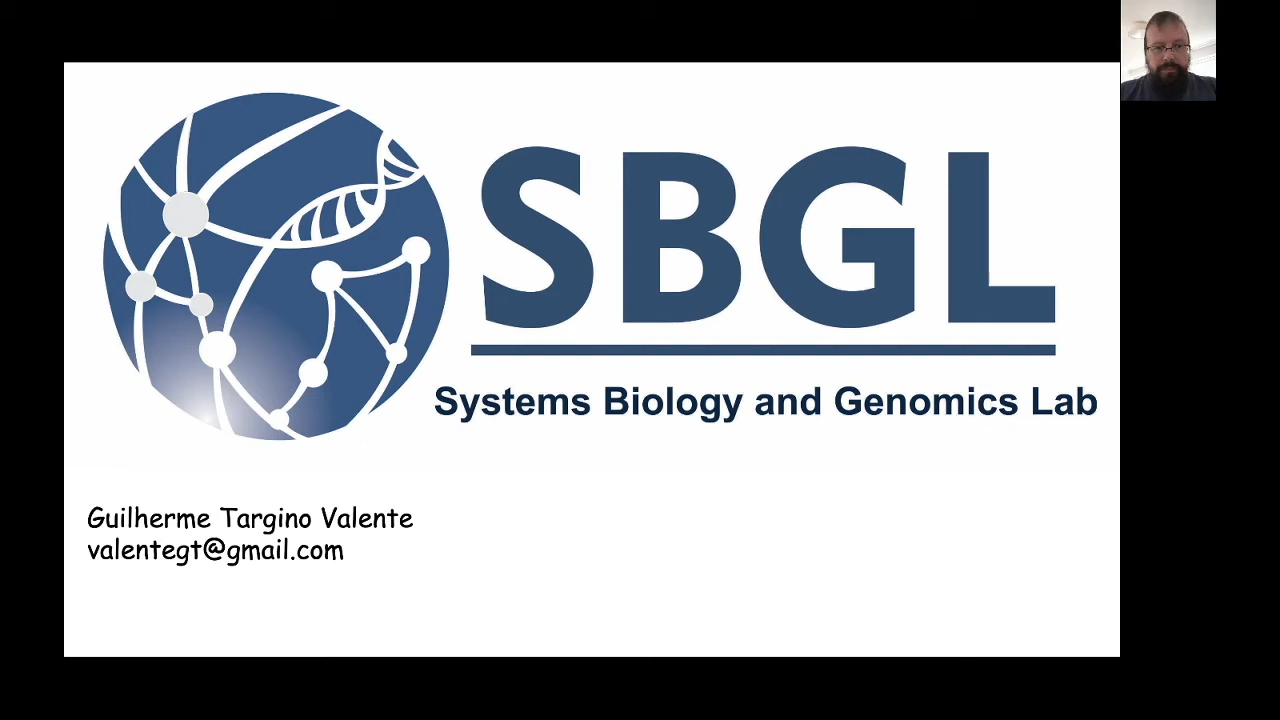 SBGL
Systems Biology and Genomics Lab
Guilherme Targino Valente
valentegt@gmail.com